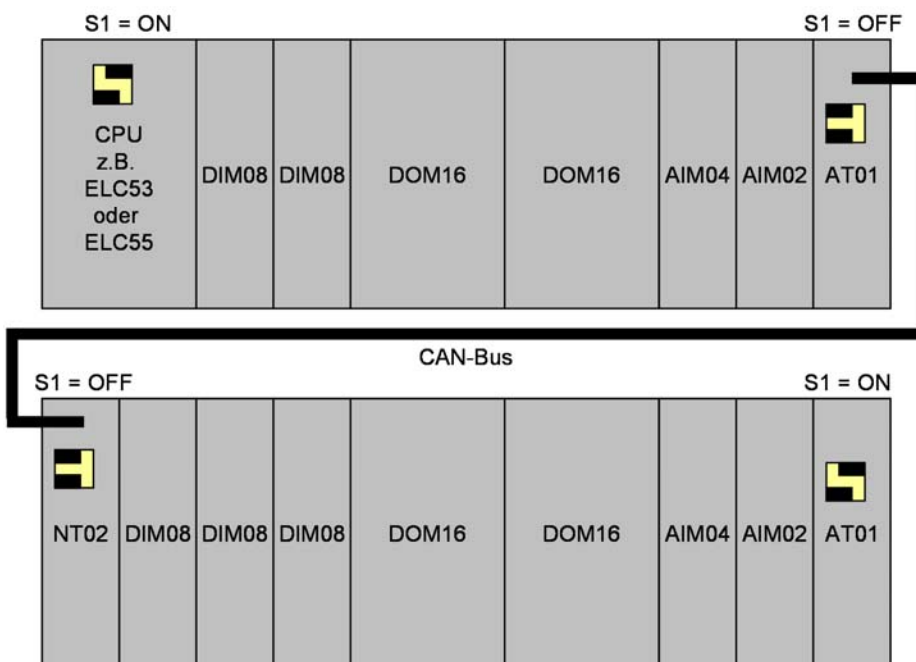 S1 = ON
S1 = OFF
CPU
z.B.
ELC53
oder
ELC55
DIM08
DIM08
DOM16
DOM16
AIM04
AIM02
AT01
CAN-Bus
S1 = OFF
S1 = ON
NT02
DIM08
DIM08
DIM08
DOM16
DOM16
AIM04
AIM02
AT01